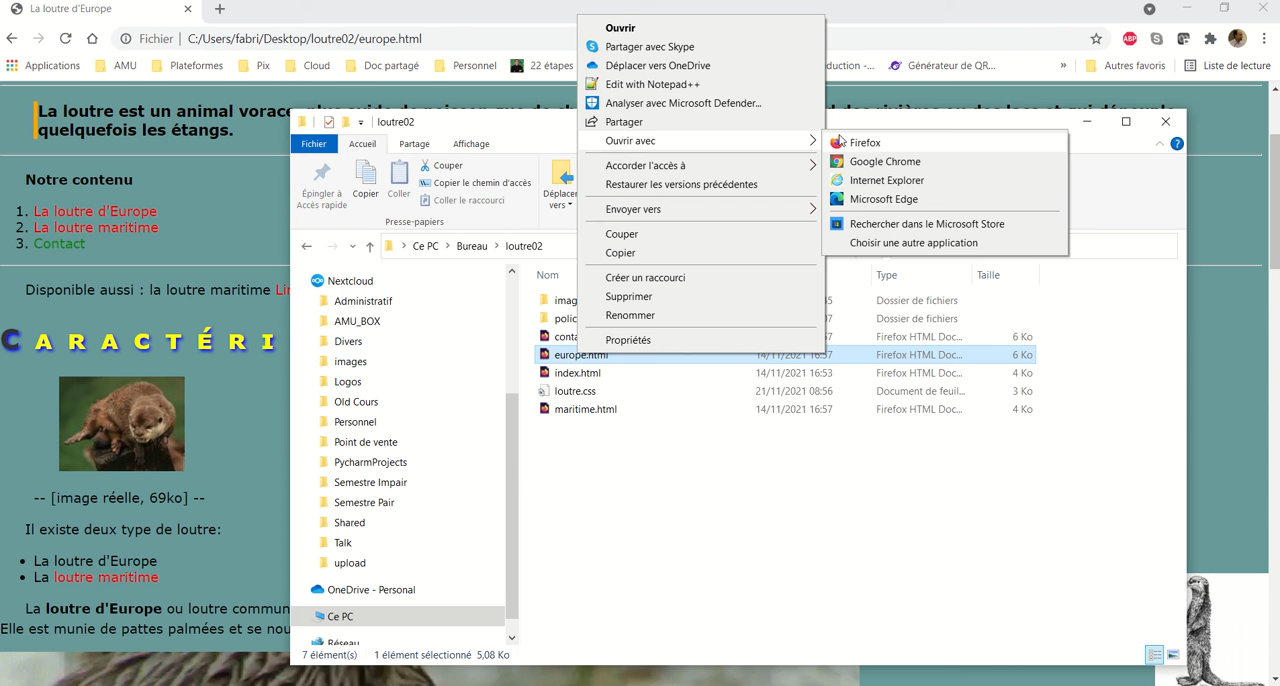 La loutre d'Europe
Fichier
C:/Users/fabri/Desktop/loutre02/europe.html
ABP
Applications
AMU
Plateformes
Pix
Cloud
Doc partagé
Personnel
22 étapes
duction -...
Générateur de QR...
»
Autres favoris
Liste de lecture
La loutre est un animal vorace
quelquefois les étangs.
Notre contenu
1. La loutre d'Europe
2. La loutre maritime
3. Contact
Disponible aussi : la loutre maritime
CARACTÉRI
-- [image réelle, 69ko] --
Il existe deux type de loutre:
• La loutre d'Europe
• La loutre maritime
La loutre d'Europe ou loutre commun
Elle est munie de pattes palmées et se nou
loutre02
Fichier
Accueil
Partage
Affichage
Épingler à
Accès rapide
Copier
Coller
Couper
Copier le chemin d'accès
Coller le raccourci
Déplacer
vers
Presse-papiers
Ce PC
Bureau
loutre02
Nextcloud
Administratif
AMU_BOX
Divers
images
Logos
Old Cours
Personnel
Point de vente
PycharmProjects
Semestre Impair
Semestre Pair
Shared
Talk
upload
OneDrive - Personal
Ce PC
Réseau
Nom
Type
Taille
imag
Dossier de fichiers
polic
Dossier de fichiers
conta
Firefox HTML Doc...
6 Ko
europe.html
14/11/2021 16:57
Firefox HTML Doc...
6 Ko
index.html
14/11/2021 16:53
Firefox HTML Doc...
4 Ko
loutre.css
21/11/2021 08:56
Document de feuil...
3 Ko
maritime.html
14/11/2021 16:57
Firefox HTML Doc...
4 Ko
7 élément(s)
1 élément sélectionné 5,08 Ko
Ouvrir
Partager avec Skype
Déplacer vers OneDrive
Edit with Notepad++
Analyser avec Microsoft Defender...
Partager
Ouvrir avec
Accorder l'accès à
Restaurer les versions précédentes
Envoyer vers
Couper
Copier
Créer un raccourci
Supprimer
Renommer
Propriétés
Firefox
Google Chrome
Internet Explorer
Microsoft Edge
Rechercher dans le Microsoft Store
Choisir une autre application